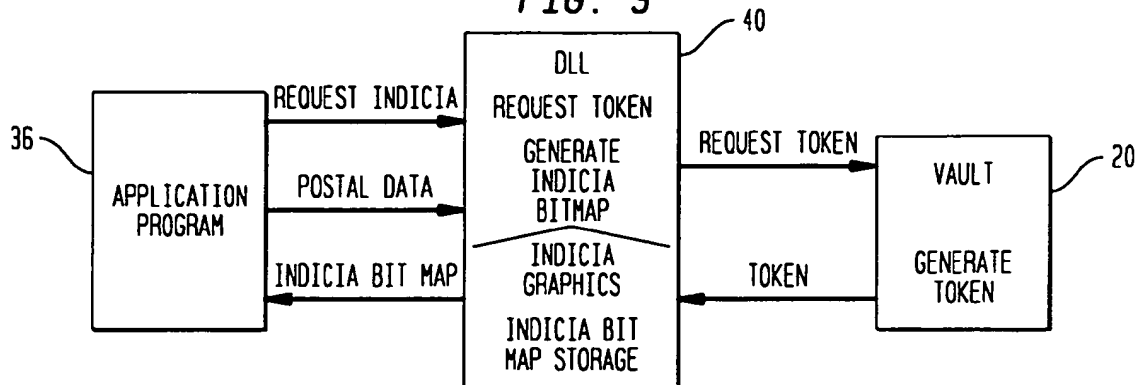 FIG. 3
40
DLL
REQUEST TOKEN
GENERATE
INDICIA
BITMAP
INDICIA
GRAPHICS
INDICIA BIT
MAP STORAGE
36
APPLICATION
PROGRAM
REQUEST INDICIA
POSTAL DATA
INDICIA BIT MAP
REQUEST TOKEN
TOKEN
VAULT
GENERATE
TOKEN
20